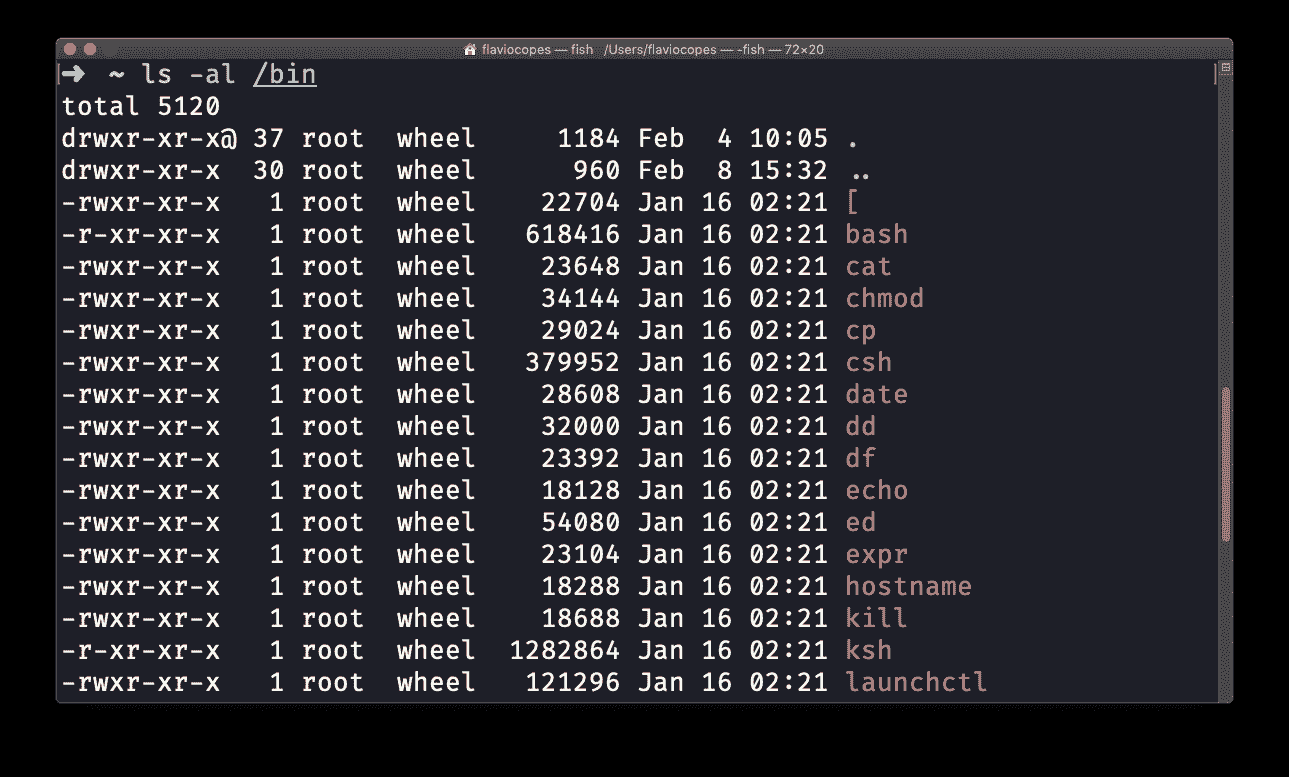 flaviocopes — fish /Users/flaviocopes — -fish — 72×20
➜  ~ ls -al /bin
total 5120
drwxr-xr-x@ 37 root  wheel     1184 Feb  4 10:05 .
drwxr-xr-x  30 root  wheel      960 Feb  8 15:32 ..
-rwxr-xr-x   1 root  wheel    22704 Jan 16 02:21 [
-r-xr-xr-x   1 root  wheel   618416 Jan 16 02:21 bash
-rwxr-xr-x   1 root  wheel    23648 Jan 16 02:21 cat
-rwxr-xr-x   1 root  wheel    34144 Jan 16 02:21 chmod
-rwxr-xr-x   1 root  wheel    29024 Jan 16 02:21 cp
-rwxr-xr-x   1 root  wheel   379952 Jan 16 02:21 csh
-rwxr-xr-x   1 root  wheel    28608 Jan 16 02:21 date
-rwxr-xr-x   1 root  wheel    32000 Jan 16 02:21 dd
-rwxr-xr-x   1 root  wheel    23392 Jan 16 02:21 df
-rwxr-xr-x   1 root  wheel    18128 Jan 16 02:21 echo
-rwxr-xr-x   1 root  wheel    54080 Jan 16 02:21 ed
-rwxr-xr-x   1 root  wheel    23104 Jan 16 02:21 expr
-rwxr-xr-x   1 root  wheel    18288 Jan 16 02:21 hostname
-rwxr-xr-x   1 root  wheel    18688 Jan 16 02:21 kill
-r-xr-xr-x   1 root  wheel  1282864 Jan 16 02:21 ksh
-rwxr-xr-x   1 root  wheel   121296 Jan 16 02:21 launchctl